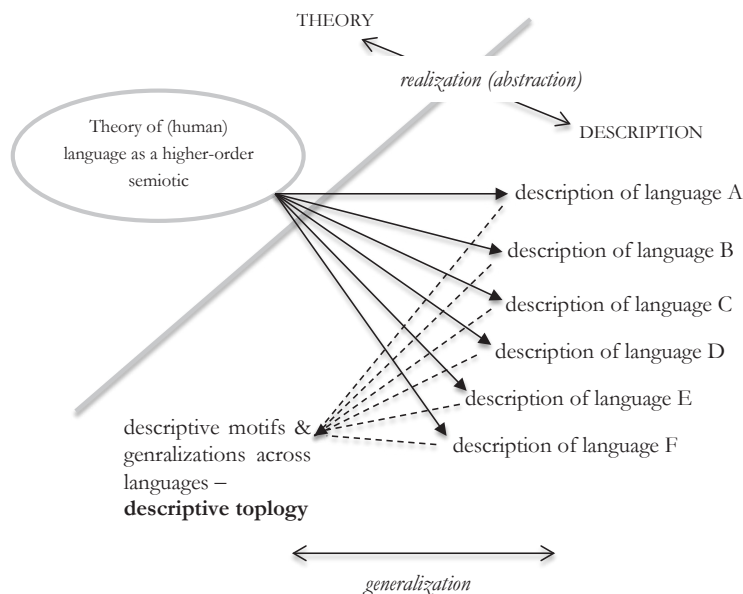 THEORY
realization (abstraction)
DESCRIPTION
Theory of (human)
language as a higher-order
semiotic
description of language A
description of language B
description of language C
description of language D
description of language E
description of language F
descriptive motifs &
genralizations across
languages –
descriptive toplogy
generalization